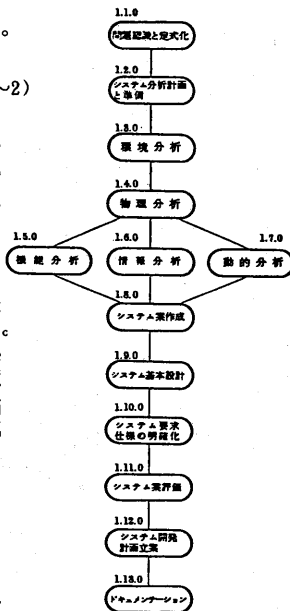 。
1.1.0
問題認識と定式化
~2)
1.2.0
システム分析計画
と準備
1.3.0
環境分析
1.4.0
物理分析
1.5.0
機能分析
1.6.0
情報分析
1.7.0
動的分析
1.8.0
システム案作成
c
1.9.0
システム基本設計
1.10.0
システム要求
仕様の明確化
1.11.0
システム案評価
1.12.0
システム開発
計画立案
1.13.0
ドキュメンテーション